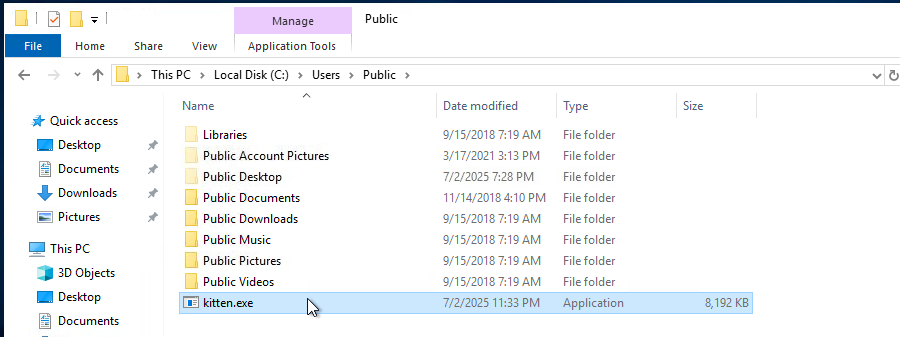 Manage Public
File Home Share View Application Tools
This PC Local Disk (C:) Users Public
Name Date modified Type Size
Quick access
Desktop
Documents
Downloads
Pictures
This PC
3D Objects
Desktop
Documents
Libraries 9/15/2018 7:19 AM File folder
Public Account Pictures 3/17/2021 3:13 PM File folder
Public Desktop 7/2/2025 7:28 PM File folder
Public Documents 11/14/2018 4:10 PM File folder
Public Downloads 9/15/2018 7:19 AM File folder
Public Music 9/15/2018 7:19 AM File folder
Public Pictures 9/15/2018 7:19 AM File folder
Public Videos 9/15/2018 7:19 AM File folder
kitten.exe 7/2/2025 11:33 PM Application 8,192 KB